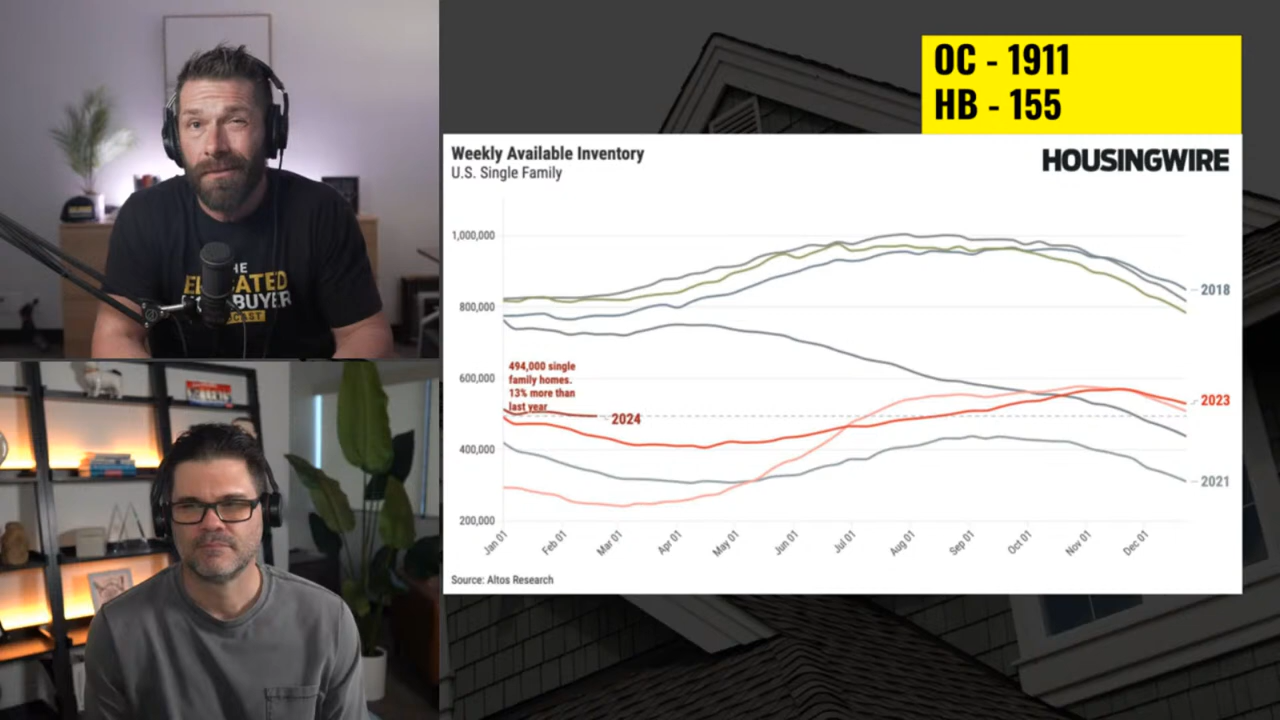 OC - 1911
HB - 155
Weekly Available Inventory
HOUSINGWIRE
U.S. Single Family
1,000,000
800,000
600,000
400,000
200,000
494,000 single
family homes.
13% more than
last year
2024
2018
2023
2021
Jan 01
Feb 01
Mar 01
Apr 01
May 01
Jun 01
Jul 01
Aug 01
Sep 01
Oct 01
Nov 01
Dec 01
Source: Altos Research
THE
EDUCATED
BUYER